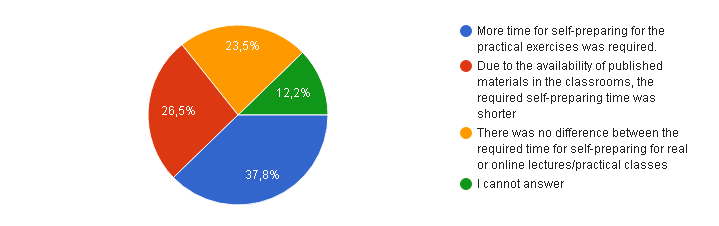 23,5%
12,2%
26,5%
37,8%
More time for self-preparing for the
practical exercises was required.
Due to the availability of published
materials in the classrooms, the
required self-preparing time was
shorter
There was no difference between the
required time for self-preparing for real
or online lectures/practical classes
I cannot answer